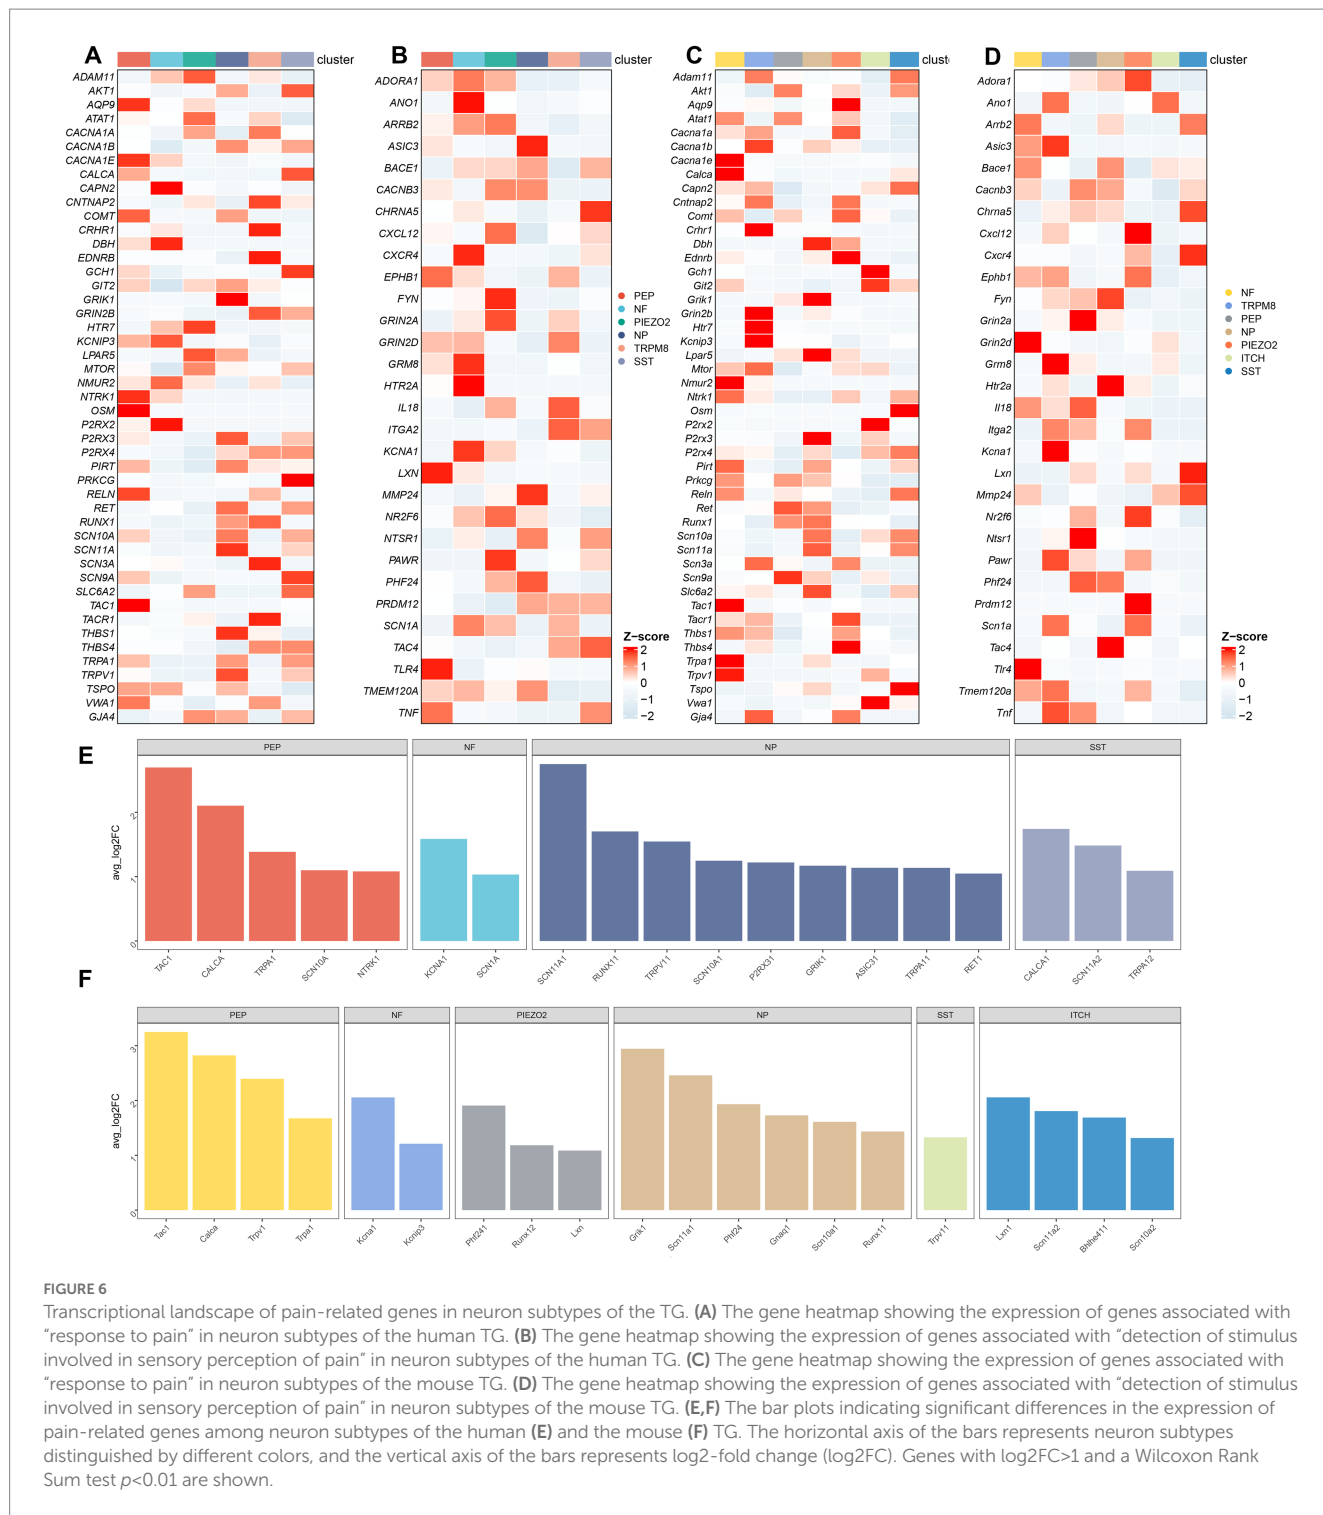 A
cluster
ADAM11
AKT1
AQP9
ATAT1
CACNA1A
CACNA1B
CACNA1E
CALCA
CAPN2
CNTNAP2
COMT
CRHR1
DBH
EDNRB
GCH1
GIT2
GRIK1
GRIN2B
HTR7
KCNIP3
LPAR5
MTOR
NMUR2
NTRK1
OSM
P2RX2
P2RX3
P2RX4
PIRT
PRKCG
RELN
RET
RUNX1
SCN10A
SCN11A
SCN3A
SCN9A
SLC6A2
TAC1
TACR1
THBS1
THBS4
TRPA1
TRPV1
TSPO
VWA1
GJA4
B
cluster
ADORA1
ANO1
ARRB2
ASIC3
BACE1
CACNB3
CHRNA5
CXCL12
CXCR4
EPHB1
FYN
GRIN2A
GRIN2D
GRM8
HTR2A
IL18
ITGA2
KCNA1
LXN
MMP24
NR2F6
NTSR1
PAWR
PHF24
PRDM12
SCN1A
TAC4
TLR4
TMEM120A
TNF
PEP
NF
PIEZO2
NP
TRPM8
SST
Z-score
2
1
0
−1
−2
C
clust
Adam11
Akt1
Aqp9
Atat1
Cacna1a
Cacna1b
Cacna1e
Calca
Capn2
Cntnap2
Comt
Crhr1
Dbh
Ednrb
Gch1
Git2
Grik1
Grin2b
Htr7
Kcnip3
Lpar5
Mtor
Nmur2
Ntrk1
Osm
P2rx2
P2rx3
P2rx4
Pirt
Prkcg
Reln
Ret
Runx1
Scn10a
Scn11a
Scn3a
Scn9a
Slc6a2
Tac1
Tacr1
Thbs1
Thbs4
Trpa1
Trpv1
Tspo
Vwa1
Gja4
D
cluster
Adora1
Ano1
Arrb2
Asic3
Bace1
Cacnb3
Chrna5
Cxcl12
Cxcr4
Ephb1
Fyn
Grin2a
Grin2d
Grm8
Htr2a
Il18
Itga2
Kcna1
Lxn
Mmp24
Nr2f6
Ntsr1
Pawr
Phf24
Prdm12
Scn1a
Tac4
Tlr4
Tmem120a
Tnf
NF
TRPM8
PEP
NP
PIEZO2
ITCH
SST
Z-score
2
1
0
−1
−2
E
PEP
NF
NP
SST
avg_log2FC
2
1
0
TAC1
CALCA
TRPA1
SCN10A
NTRK1
KCNA1
SCN1A
SCN11A1
RUNX11
TRPV11
SCN10A1
P2RX31
GRIK1
ASIC31
TRPA11
RET1
CALCA1
SCN11A2
TRPA12
F
PEP
NF
PIEZO2
NP
SST
ITCH
avg_log2FC
3
2
1
0
Tac1
Calca
Trpv1
Trpa1
Kcna1
Kcnip3
Phf241
Runx12
Lxn
Grik1
Scn11a1
Phf24
Gnaq1
Scn10a1
Runx11
Trpv11
Lxn1
Scn11a2
Bhlhe411
Scn10a2
FIGURE 6
Transcriptional landscape of pain-related genes in neuron subtypes of the TG. (A) The gene heatmap showing the expression of genes associated with
“response to pain” in neuron subtypes of the human TG. (B) The gene heatmap showing the expression of genes associated with “detection of stimulus
involved in sensory perception of pain” in neuron subtypes of the human TG. (C) The gene heatmap showing the expression of genes associated with
“response to pain” in neuron subtypes of the mouse TG. (D) The gene heatmap showing the expression of genes associated with “detection of stimulus
involved in sensory perception of pain” in neuron subtypes of the mouse TG. (E,F) The bar plots indicating significant differences in the expression of
pain-related genes among neuron subtypes of the human (E) and the mouse (F) TG. The horizontal axis of the bars represents neuron subtypes
distinguished by different colors, and the vertical axis of the bars represents log2-fold change (log2FC). Genes with log2FC>1 and a Wilcoxon Rank
Sum test p<0.01 are shown.